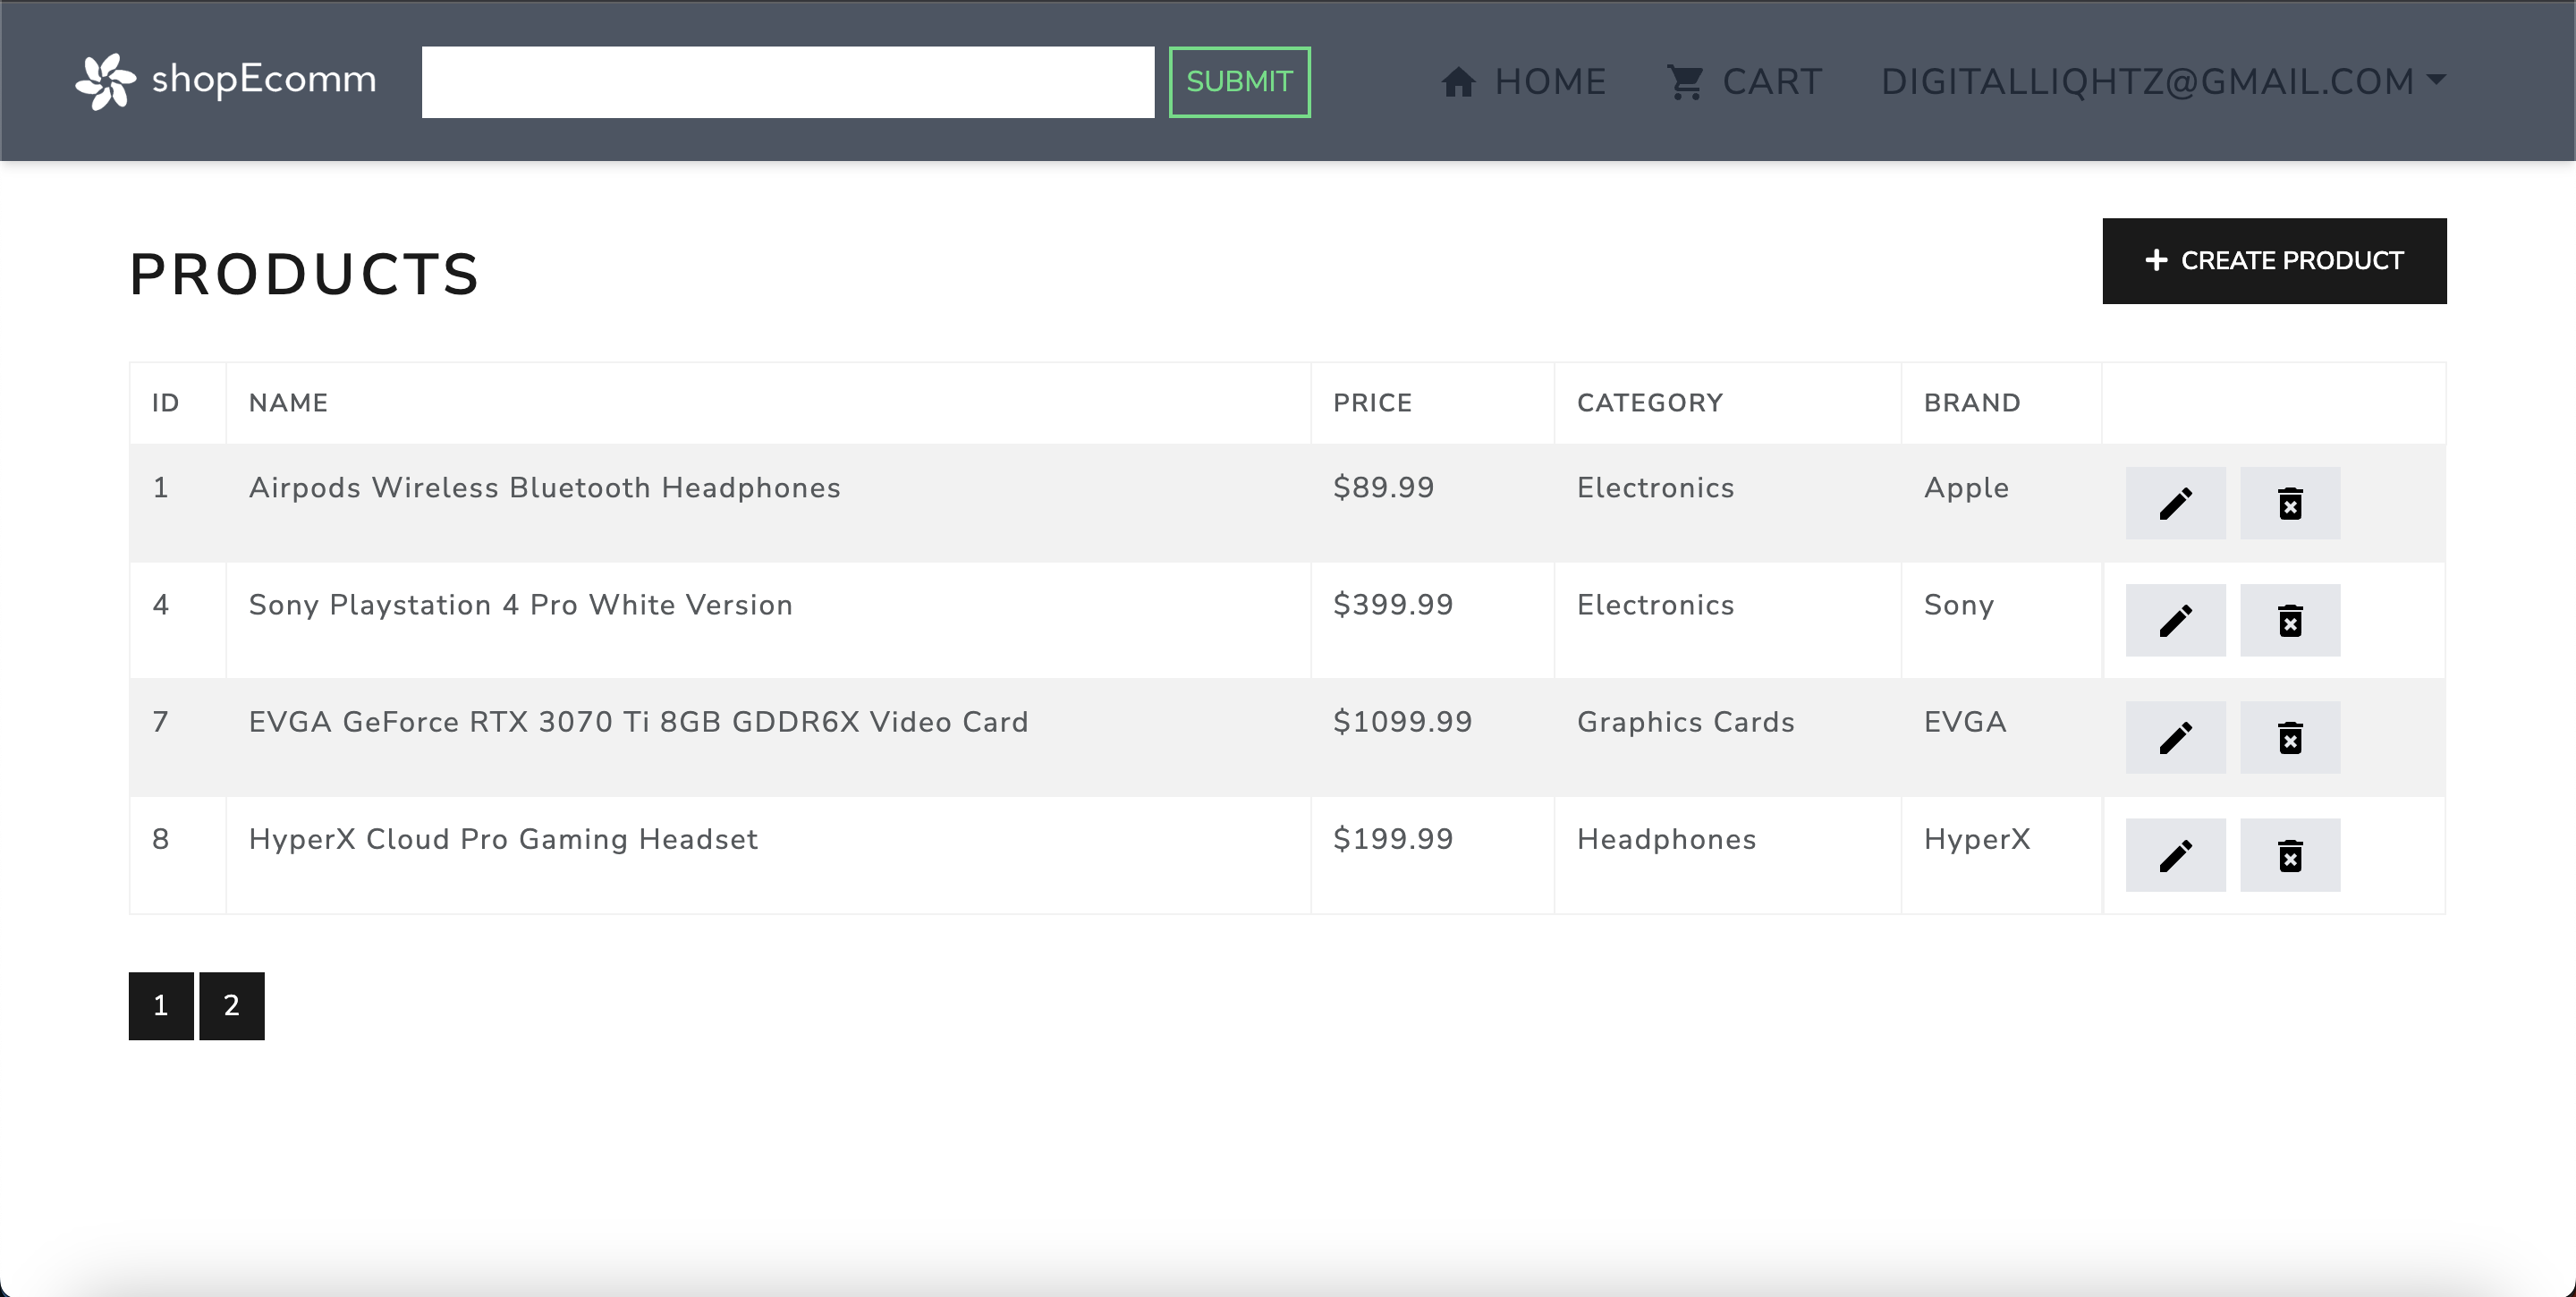 shopEcomm SUBMIT HOME CART DIGITALLIQHTZ@GMAIL.COM
PRODUCTS
CREATE PRODUCT
ID NAME PRICE CATEGORY BRAND
1 Airpods Wireless Bluetooth Headphones $89.99 Electronics Apple
4 Sony Playstation 4 Pro White Version $399.99 Electronics Sony
7 EVGA GeForce RTX 3070 Ti 8GB GDDR6X Video Card $1099.99 Graphics Cards EVGA
8 HyperX Cloud Pro Gaming Headset $199.99 Headphones HyperX
1 2